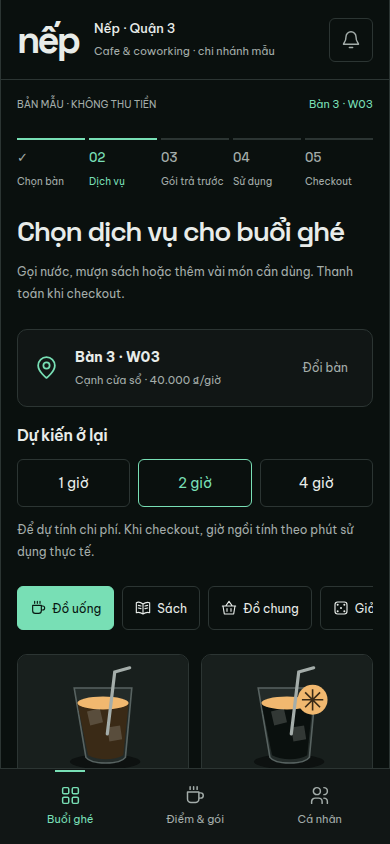 nếp
Nếp · Quận 3
Cafe & coworking · chi nhánh mẫu
BẢN MẪU · KHÔNG THU TIỀN
Bàn 3 · W03
✓ 02 03 04 05
Chọn bàn Dịch vụ Gói trả trước Sử dụng Checkout
Chọn dịch vụ cho buổi ghé
Gọi nước, mượn sách hoặc thêm vài món cần dùng. Thanh
toán khi checkout.
Bàn 3 · W03
Cạnh cửa sổ · 40.000 đ/giờ
Đổi bàn
Dự kiến ở lại
1 giờ 2 giờ 4 giờ
Để dự tính chi phí. Khi checkout, giờ ngồi tính theo phút sử
dụng thực tế.
Đồ uống Sách Đồ chung
Buổi ghé Điểm & gói Cá nhân